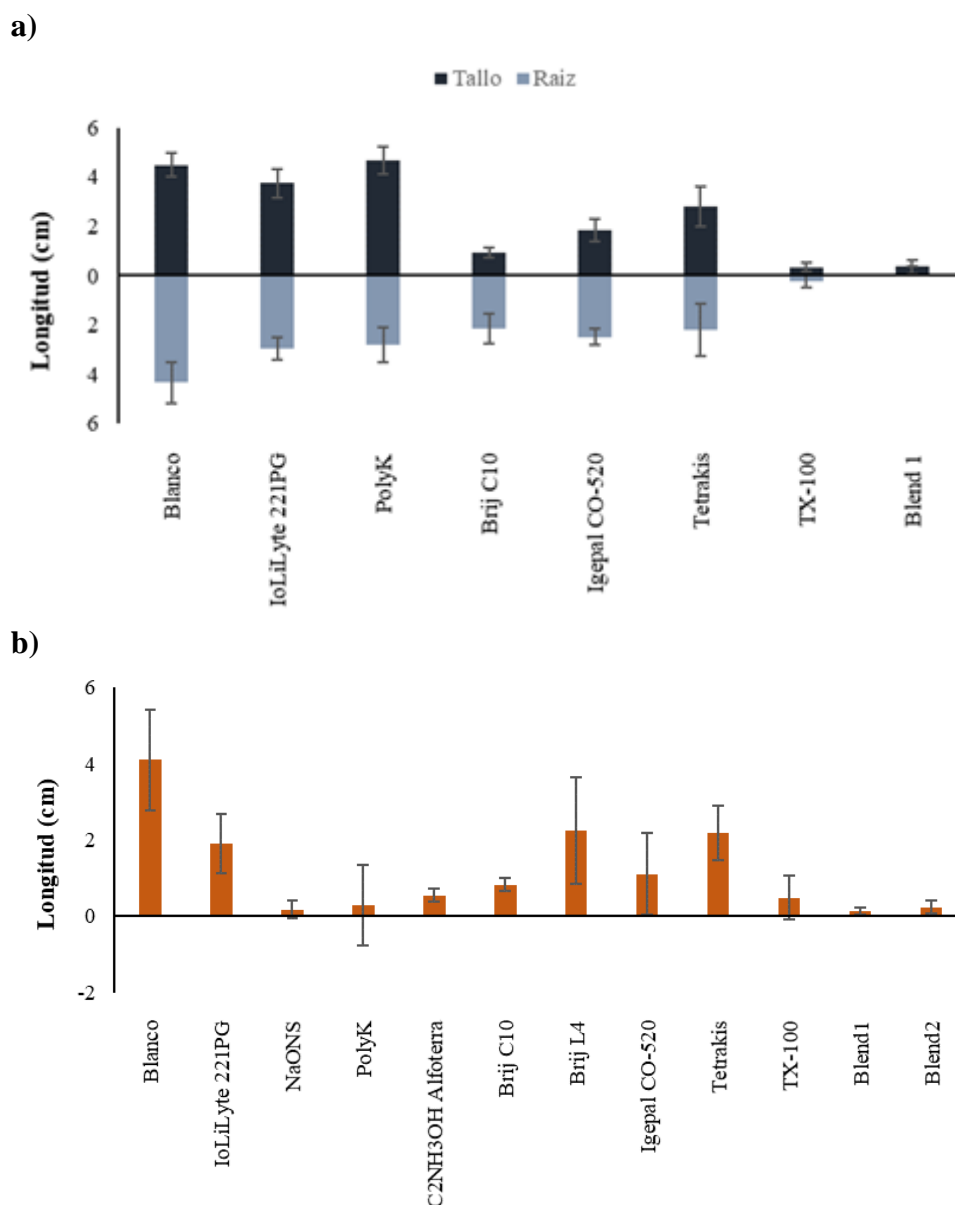 a)
Tallo Raiz
Longitud (cm)
6
4
2
0
2
4
6
Blanco
IoLiLyte 221PG
PolyK
Brij C10
Igepal CO-520
Tetrakis
TX-100
Blend 1
b)
Longitud (cm)
6
4
2
0
-2
Blanco
IoLiLyte 221PG
NaONS
PolyK
C2NH3OH Alfoterra
Brij C10
Brij L4
Igepal CO-520
Tetrakis
TX-100
Blend1
Blend2